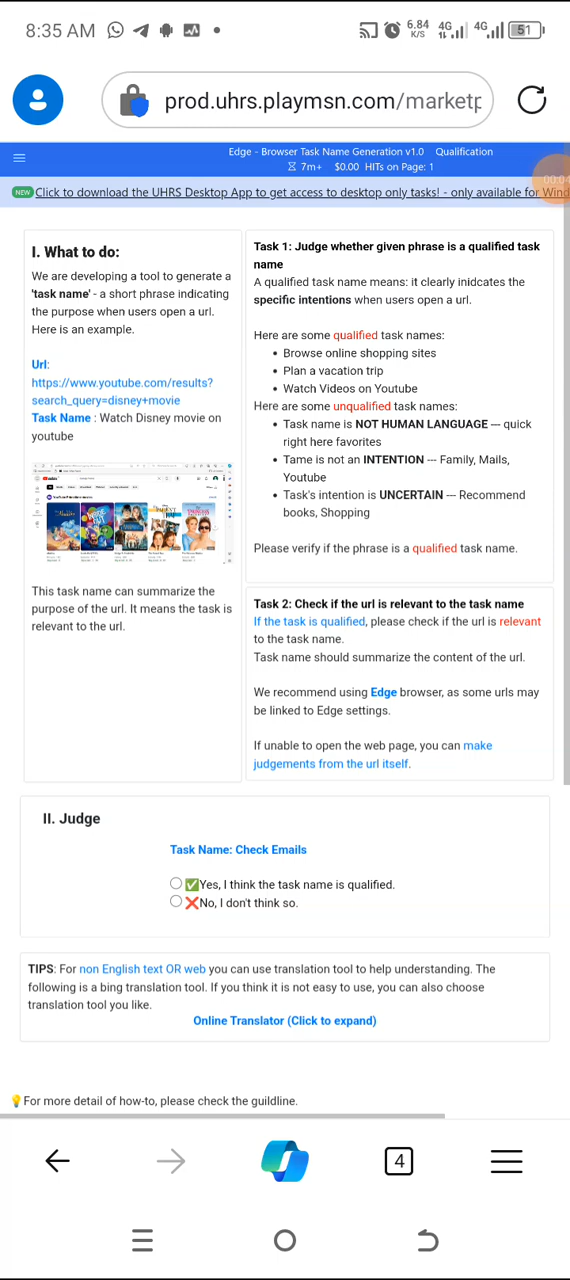 8:35 AM
6.84
K/S
4G
4G
51
prod.uhrs.playmsn.com/marketp
Edge - Browser Task Name Generation v1.0 Qualification
7m+ $0.00 HITs on Page: 1
NEW Click to download the UHRS Desktop App to get access to desktop only tasks! - only available for Wind
I. What to do:
We are developing a tool to generate a
'task name' - a short phrase indicating
the purpose when users open a url.
Here is an example.
Url:
https://www.youtube.com/results?
search_query=disney+movie
Task Name : Watch Disney movie on
youtube
This task name can summarize the
purpose of the url. It means the task is
relevant to the url.
Task 1: Judge whether given phrase is a qualified task
name
A qualified task name means: it clearly inidcates the
specific intentions when users open a url.
Here are some qualified task names:
• Browse online shopping sites
• Plan a vacation trip
• Watch Videos on Youtube
Here are some unqualified task names:
• Task name is NOT HUMAN LANGUAGE --- quick
right here favorites
• Tame is not an INTENTION --- Family, Mails,
Youtube
• Task's intention is UNCERTAIN --- Recommend
books, Shopping
Please verify if the phrase is a qualified task name.
Task 2: Check if the url is relevant to the task name
If the task is qualified, please check if the url is relevant
to the task name.
Task name should summarize the content of the url.
We recommend using Edge browser, as some urls may
be linked to Edge settings.
If unable to open the web page, you can make
judgements from the url itself.
II. Judge
Task Name: Check Emails
✅Yes, I think the task name is qualified.
❌No, I don't think so.
TIPS: For non English text OR web you can use translation tool to help understanding. The
following is a bing translation tool. If you think it is not easy to use, you can also choose
translation tool you like.
Online Translator (Click to expand)
💡For more detail of how-to, please check the guildline.
4